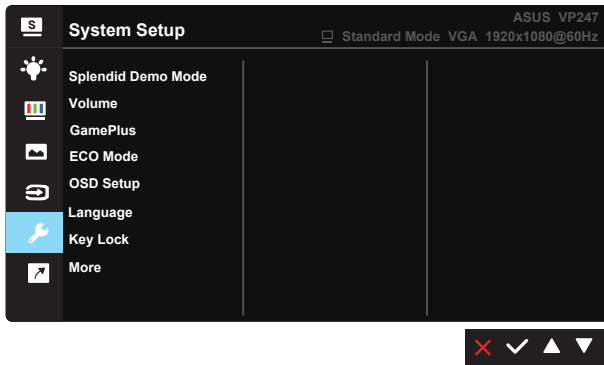 S
System Setup
ASUS VP247
Standard Mode VGA 1920x1080@60Hz
Splendid Demo Mode
Volume
GamePlus
ECO Mode
OSD Setup
Language
Key Lock
More